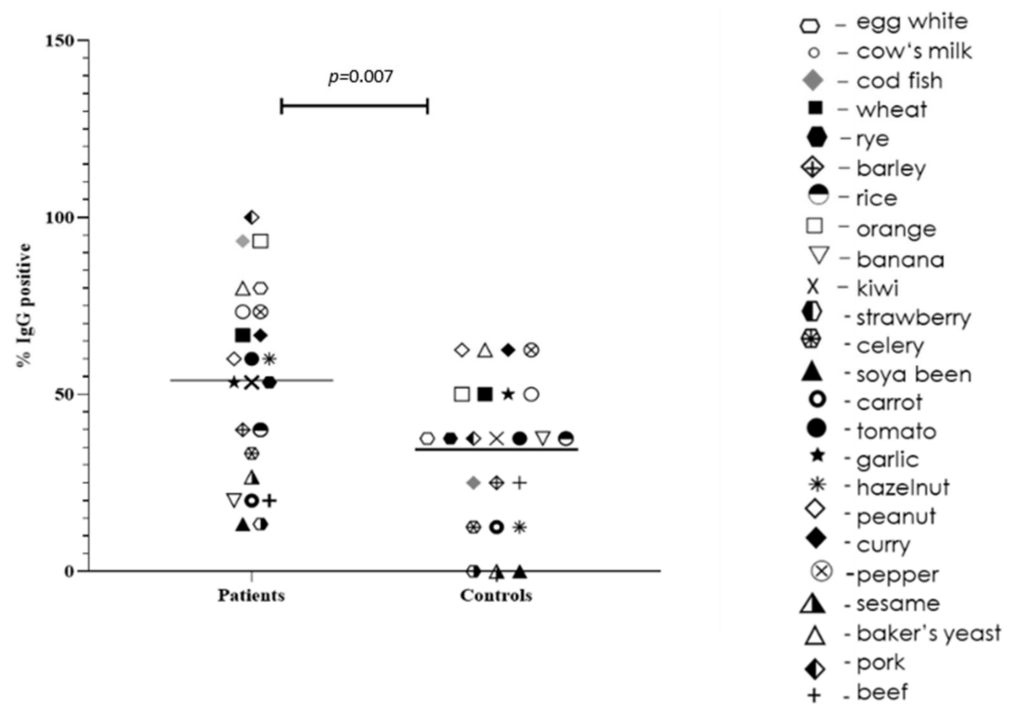 150
p=0.007
100
50
0
% IgG positive
Patients
Controls
– egg white
– cow's milk
– cod fish
– wheat
– rye
– barley
– rice
– orange
– banana
– kiwi
- strawberry
- celery
- soya been
- carrot
- tomato
- garlic
- hazelnut
- peanut
- curry
-pepper
- sesame
- baker's yeast
- pork
- beef